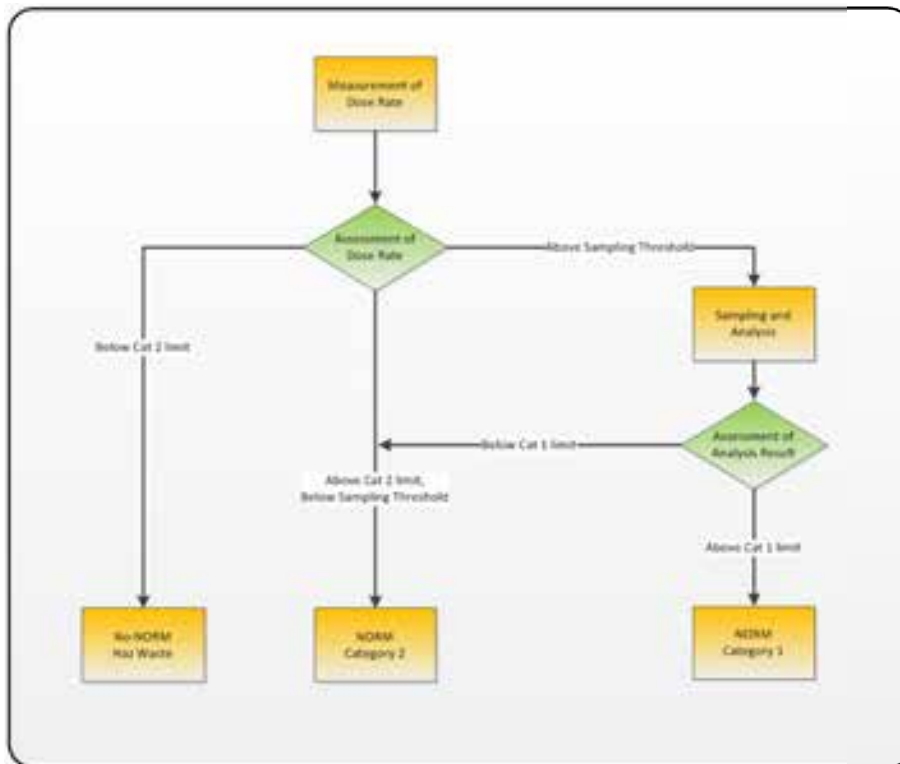 Measurement of
Dose Rate
Assessment of
Dose Rate
Above Sampling Threshold
Sampling and
Analysis
Below Cat 2 limit
Below Cat 1 limit
Assessment of
Analysis Result
Above Cat 2 limit,
Below Sampling Threshold
Above Cat 1 limit
No-NORM
Haz Waste
NORM
Category 2
NORM
Category 1